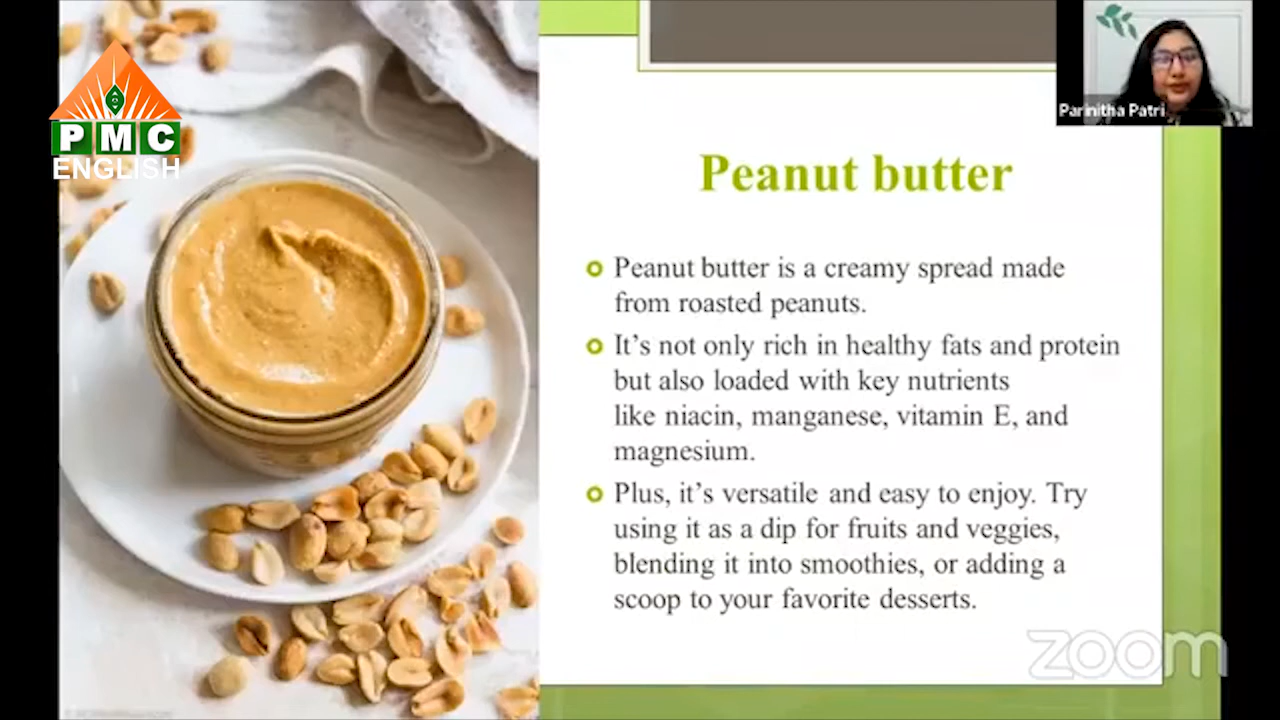 PMC
ENGLISH
Parinitha Patri
Peanut butter
Peanut butter is a creamy spread made
from roasted peanuts.
It’s not only rich in healthy fats and protein
but also loaded with key nutrients
like niacin, manganese, vitamin E, and
magnesium.
Plus, it’s versatile and easy to enjoy. Try
using it as a dip for fruits and veggies,
blending it into smoothies, or adding a
scoop to your favorite desserts.
zoom